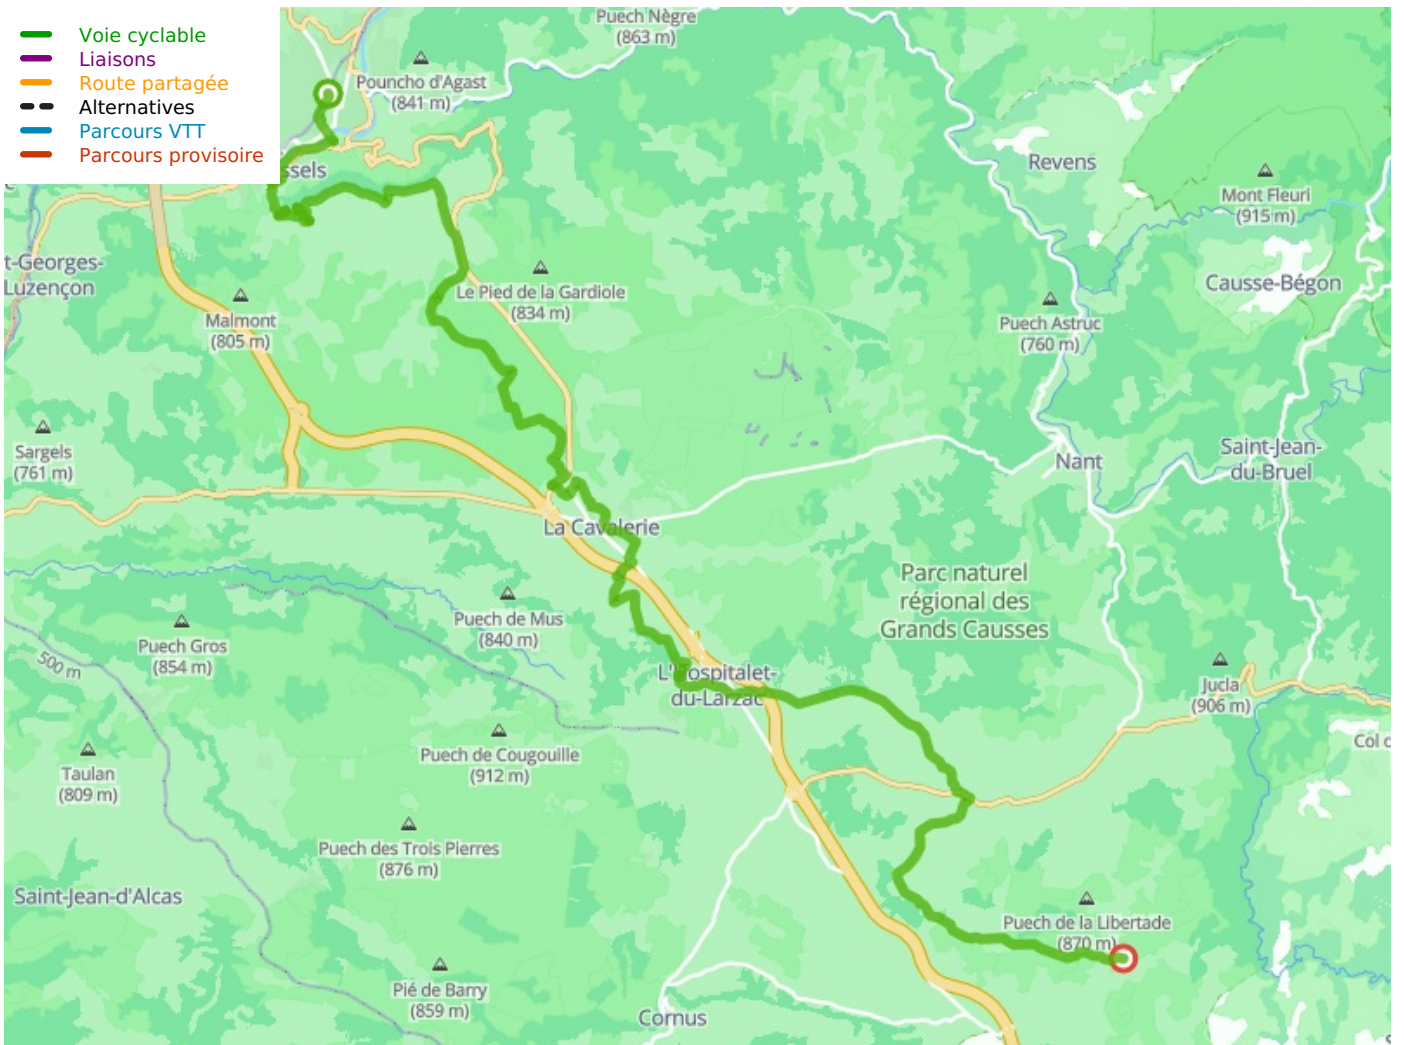 Voie cyclable
Liaisons
Route partagée
Alternatives
Parcours VTT
Parcours provisoire
Puech Nègre
(863 m)
Pouncho d'Agast
(841 m)
ssels
Revens
Mont Fleuri
(915 m)
t-Georges-
Luzençon
Causse-Bégon
Le Pied de la Gardiole
(834 m)
Malmont
(805 m)
Puech Astruc
(760 m)
Sargels
(761 m)
Nant
Saint-Jean-
du-Bruel
La Cavalerie
Parc naturel
régional des
Grands Causses
Puech de Mus
(840 m)
Puech Gros
(854 m)
500 m
L'Hospitalet-
du-Larzac
Jucla
(906 m)
Col
Puech de Cougouille
(912 m)
Taulan
(809 m)
Puech des Trois Pierres
(876 m)
Saint-Jean-d'Alcas
Puech de la Libertade
(870 m)
Pié de Barry
(859 m)
Cornus